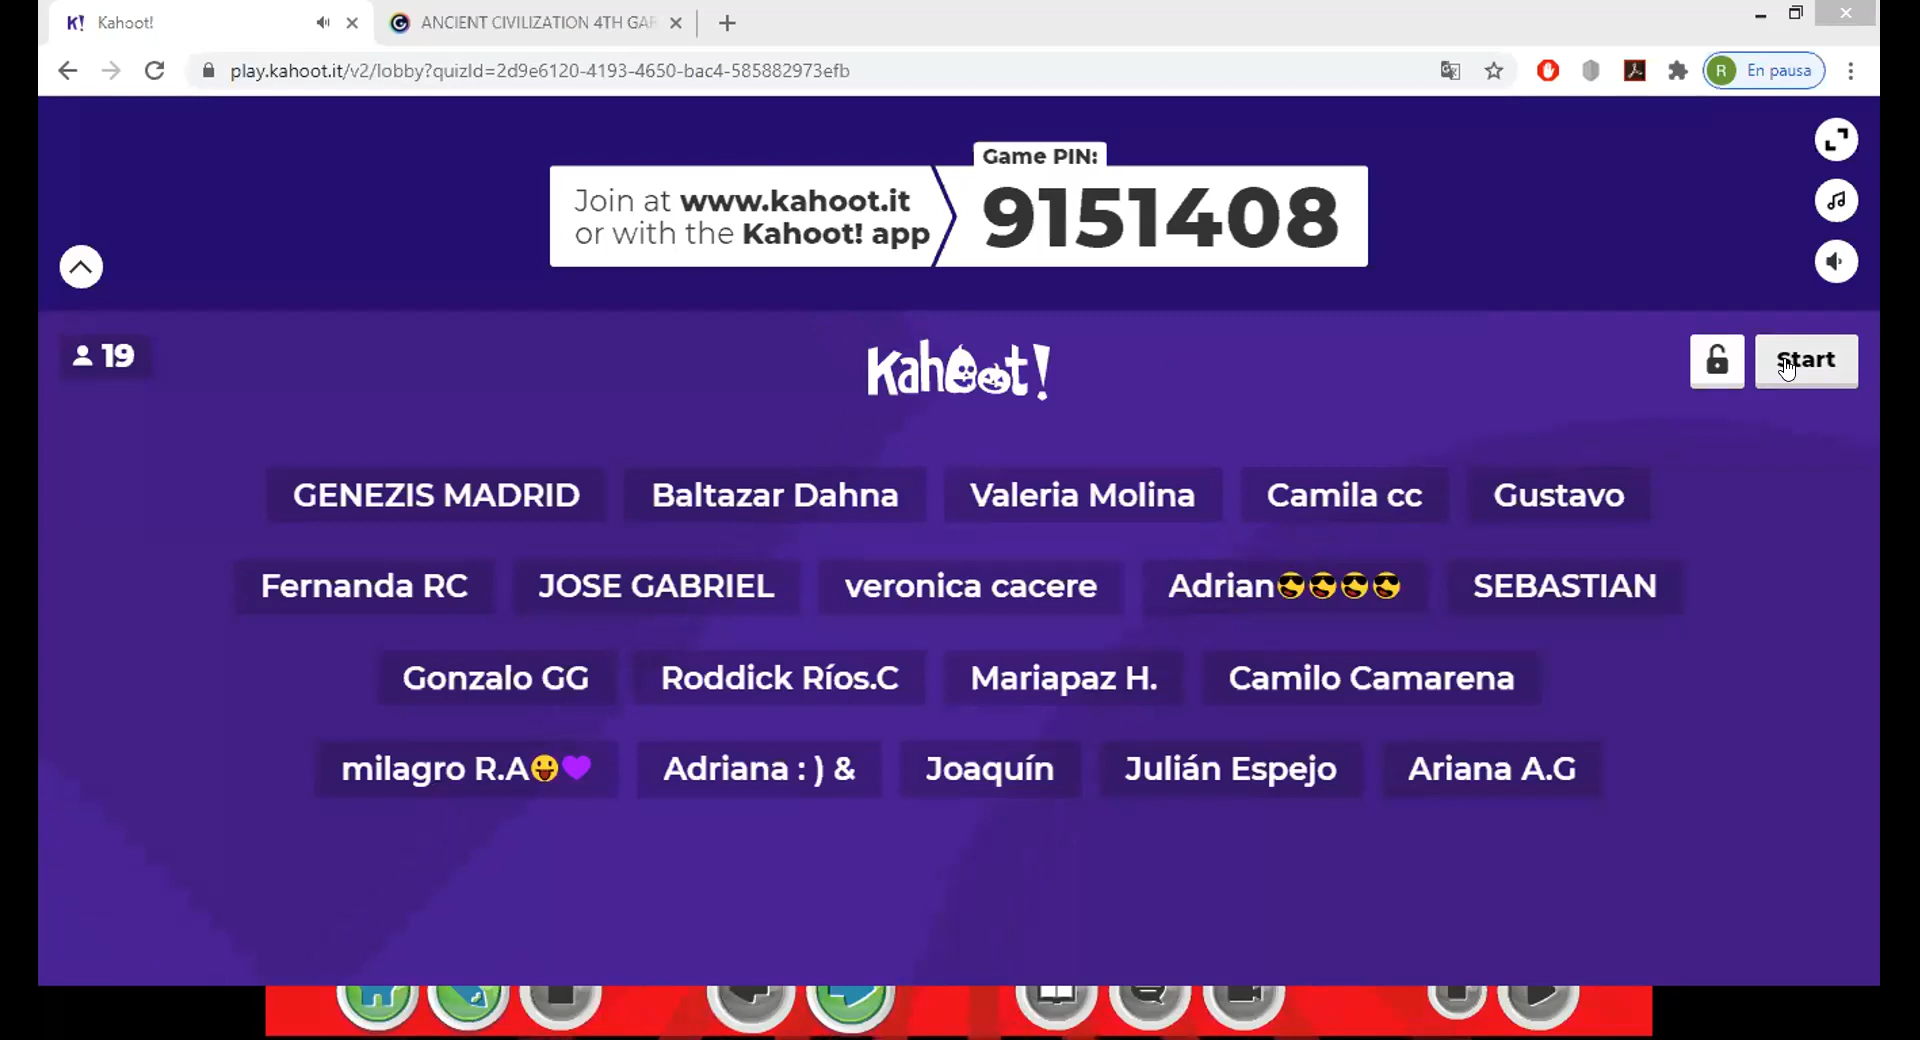 Kahoot!
ANCIENT CIVILIZATION 4TH GAR
play.kahoot.it/v2/lobby?quizId=2d9e6120-4193-4650-bac4-585882973efb
R En pausa
Game PIN:
Join at www.kahoot.it
or with the Kahoot! app
9151408
19
Kahoot!
Start
GENEZIS MADRID Baltazar Dahna Valeria Molina Camila cc Gustavo
Fernanda RC JOSE GABRIEL veronica cacere Adrian😎😎😎😎 SEBASTIAN
Gonzalo GG Roddick Ríos.C Mariapaz H. Camilo Camarena
milagro R.A😛💜 Adriana : ) & Joaquín Julián Espejo Ariana A.G